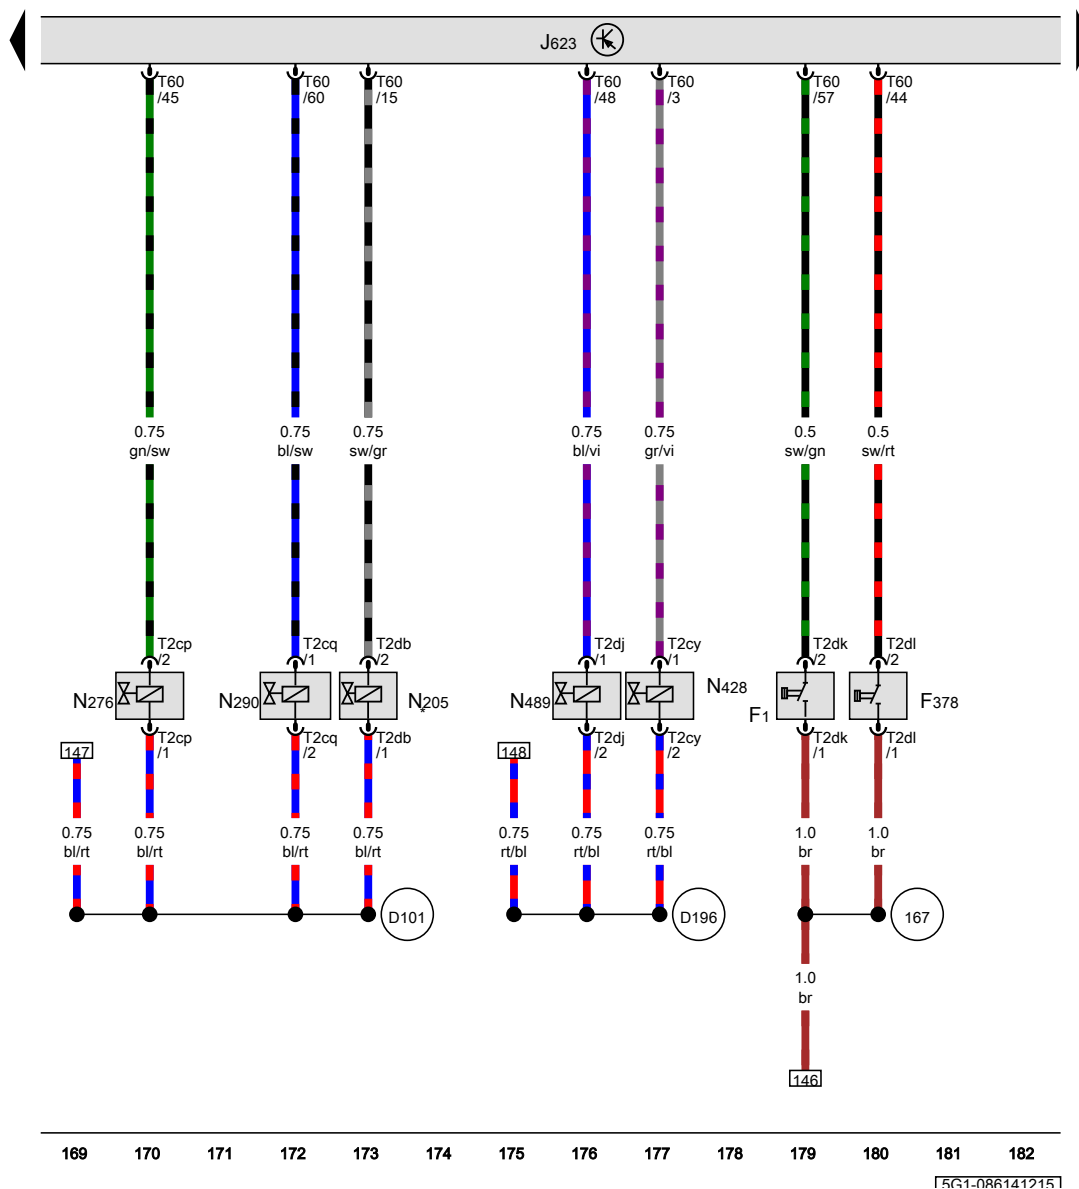 J623
T60 T60 T60 T60 T60 T60 T60
/45 /60 /15 /48 /3 /57 /44
0.75 0.75 0.75 0.75 0.75 0.5 0.5
gn/sw bl/sw sw/gr bl/vi gr/vi sw/gn sw/rt
T2cp T2cq T2db T2dj T2cy T2dk T2dl
/2 /1 /2 /1 /1 /2 /2
N276 N290 N205 N489 N428 F1 F378
*
T2cp T2cq T2db T2dj T2cy T2dk T2dl
/1 /2 /1 /2 /2 /1 /1
147 148
0.75 0.75 0.75 0.75 0.75 0.75 0.75 1.0 1.0
bl/rt bl/rt bl/rt bl/rt rt/bl rt/bl rt/bl br br
D101 D196 167
1.0
br
146
169 170 171 172 173 174 175 176 177 178 179 180 181 182
5G1-086141215